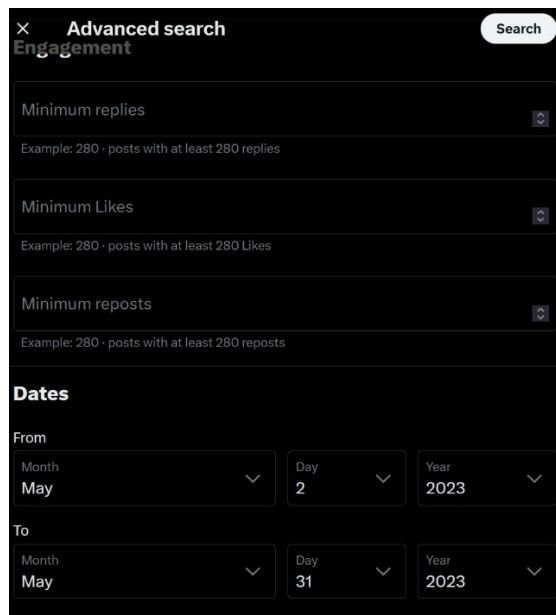 Advanced search
Search
Engagement
Minimum replies
Example: 280 · posts with at least 280 replies
Minimum Likes
Example: 280 · posts with at least 280 Likes
Minimum reposts
Example: 280 · posts with at least 280 reposts
Dates
From
Month Day Year
May 2 2023
To
Month Day Year
May 31 2023